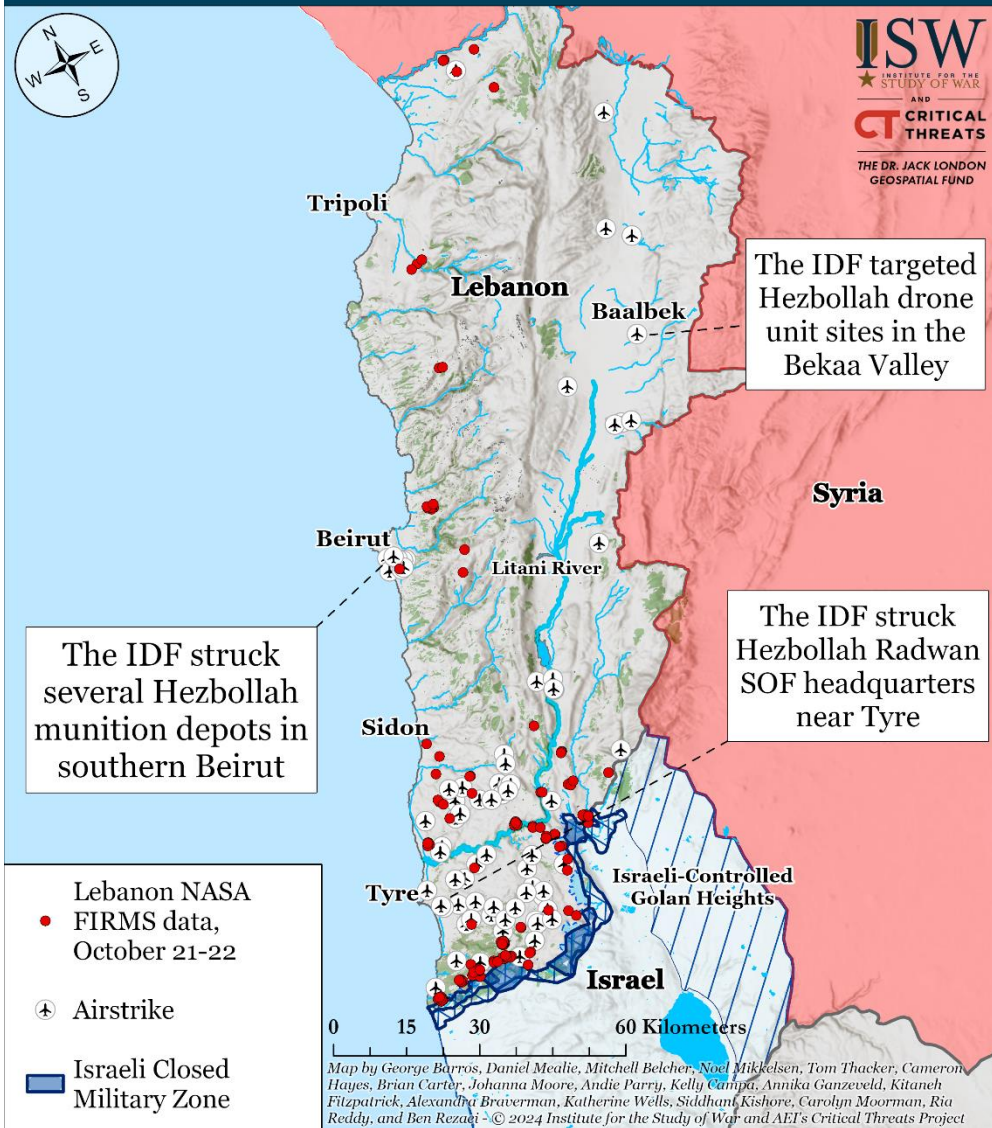 N
E
W
S
ISW
INSTITUTE FOR THE
STUDY OF WAR
AND
CT CRITICAL
THREATS
THE DR. JACK LONDON
GEOSPATIAL FUND
Tripoli
Lebanon
Baalbek
The IDF targeted
Hezbollah drone
unit sites in the
Bekaa Valley
Syria
Beirut
Litani River
The IDF struck
several Hezbollah
munition depots in
southern Beirut
The IDF struck
Hezbollah Radwan
SOF headquarters
near Tyre
Sidon
Tyre
Israeli-Controlled
Golan Heights
Israel
Lebanon NASA
FIRMS data,
October 21-22
Airstrike
Israeli Closed
Military Zone
0 15 30 60 Kilometers
Map by George Barros, Daniel Mealie, Mitchell Belcher, Noel Mikkelsen, Tom Thacker, Cameron
Hayes, Brian Carter, Johanna Moore, Andie Parry, Kelly Campa, Annika Ganzeveld, Kitaneh
Fitzpatrick, Alexandra Braverman, Katherine Wells, Siddhant Kishore, Carolyn Moorman, Ria
Reddy, and Ben Rezaei - © 2024 Institute for the Study of War and AEI's Critical Threats Project